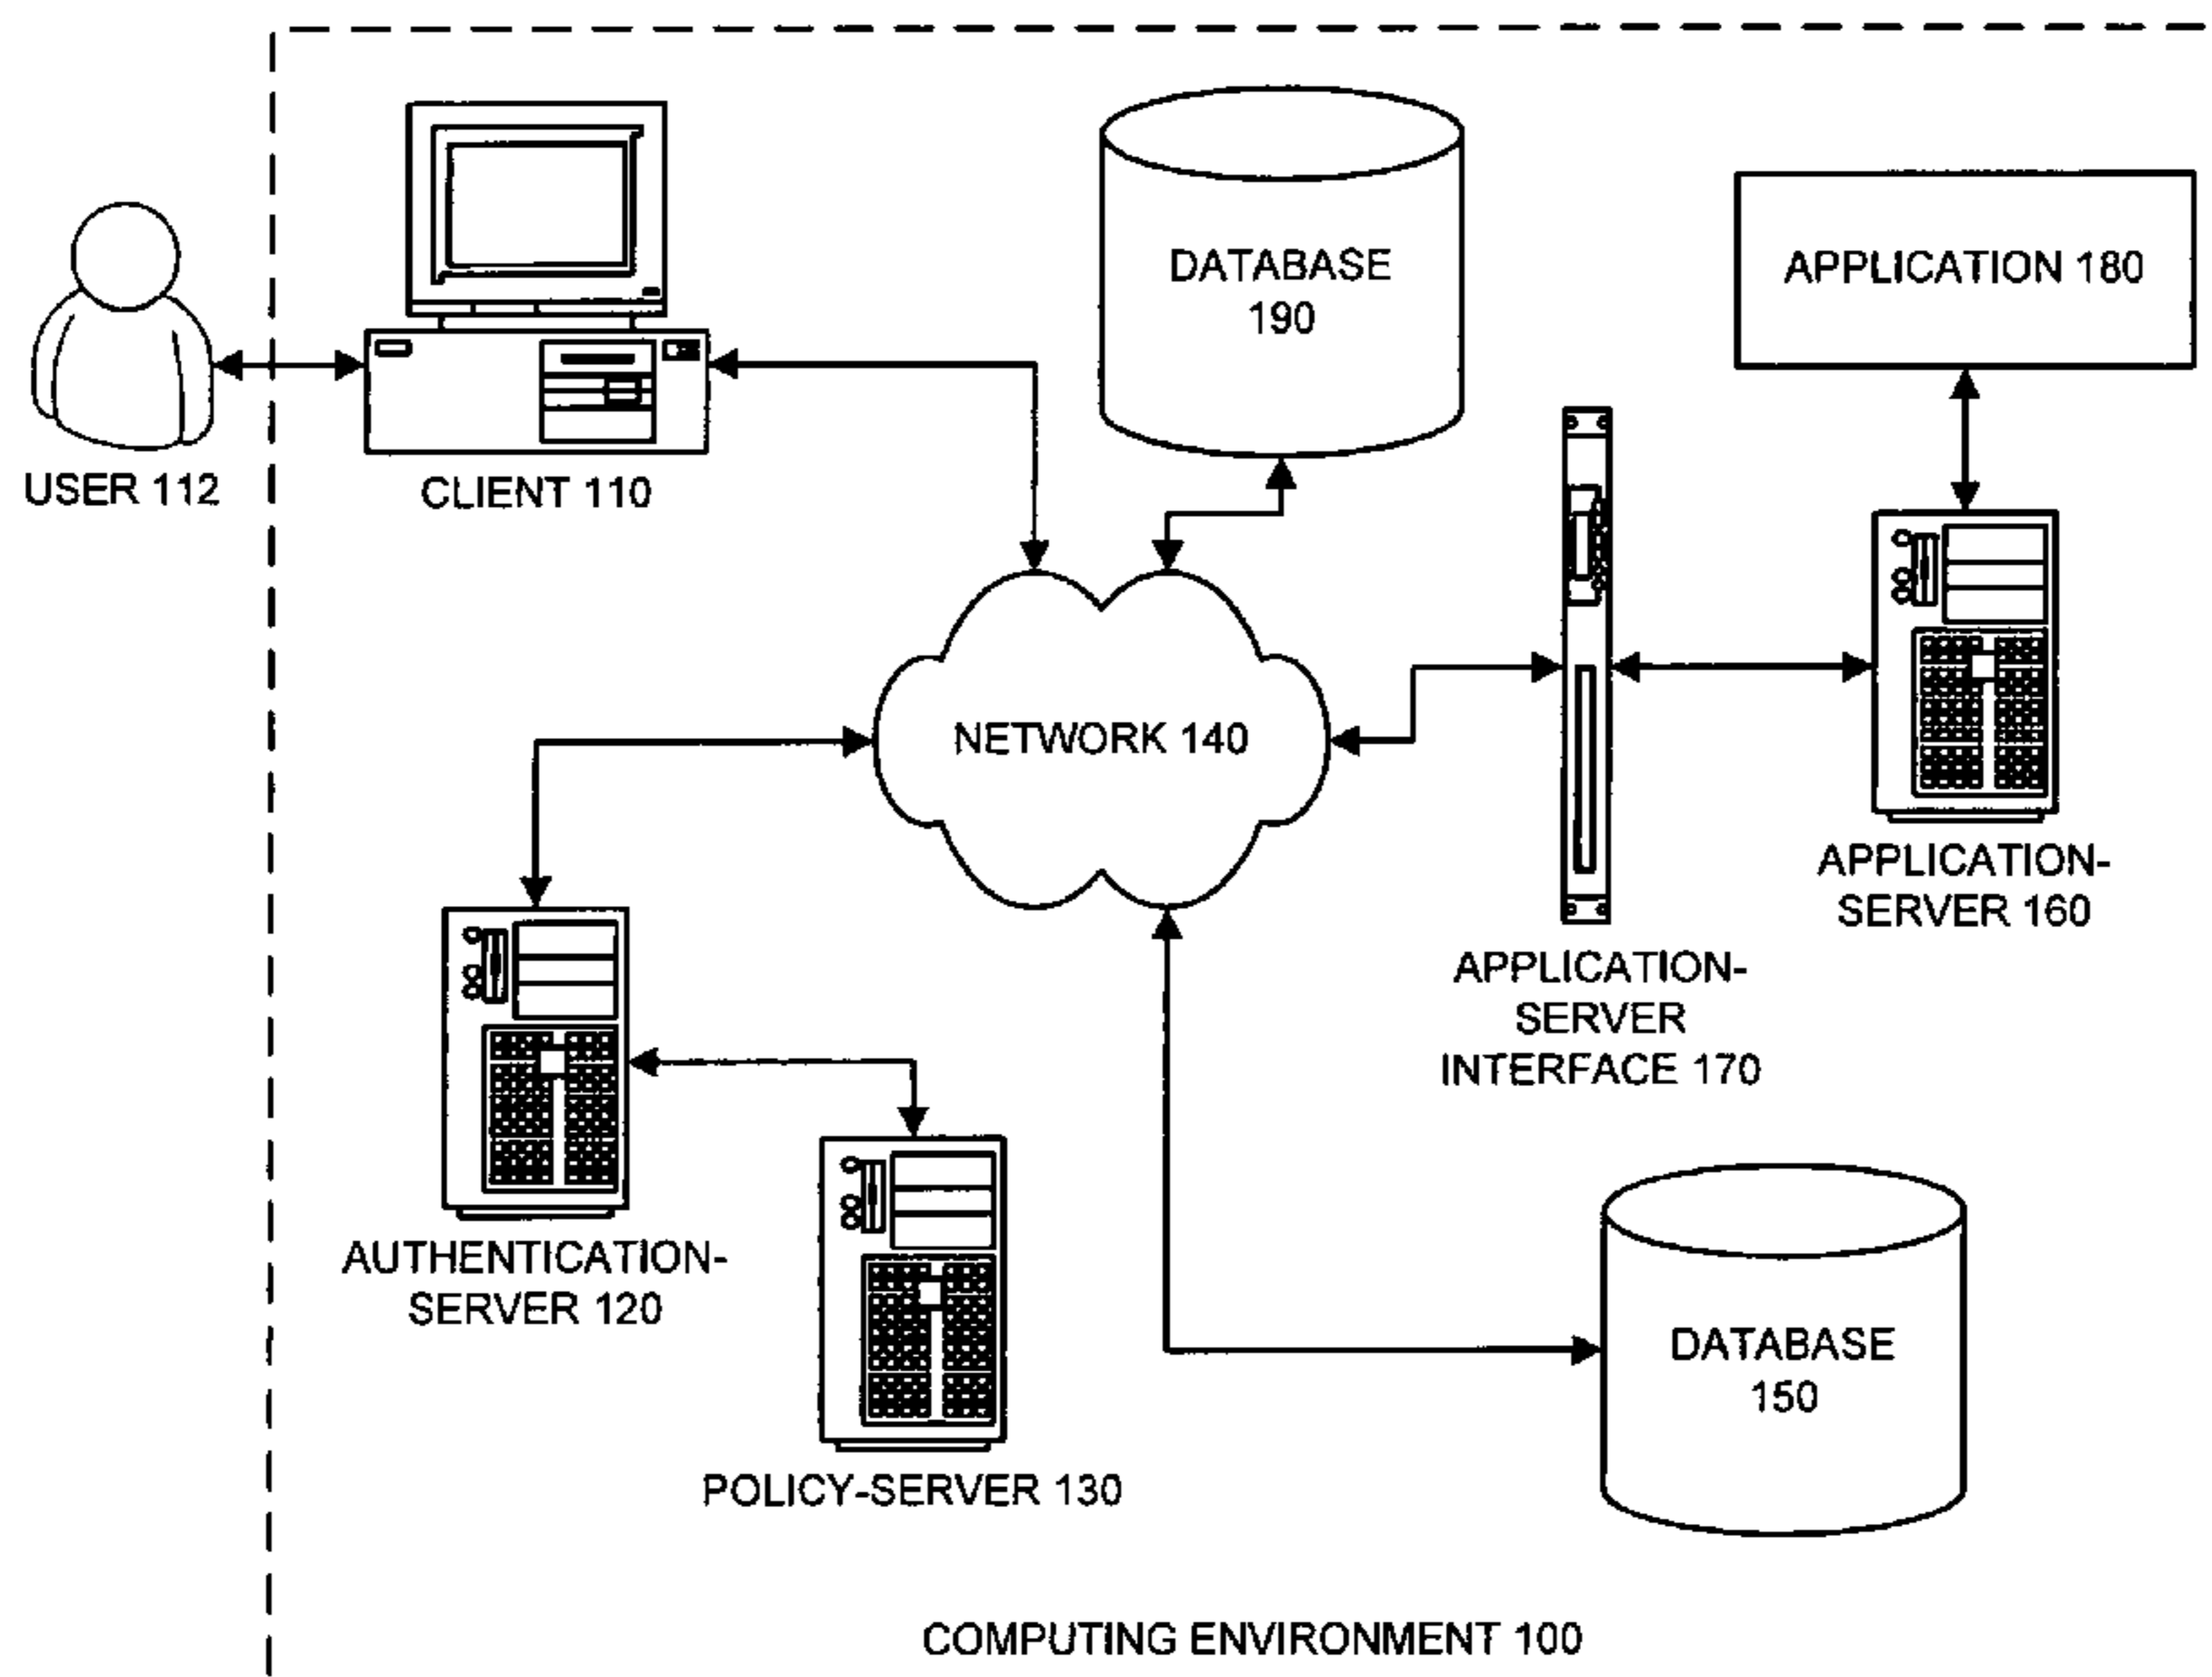 DATABASE
190
APPLICATION 180
USER 112
CLIENT 110
NETWORK 140
APPLICATION-
SERVER 160
APPLICATION-
SERVER
INTERFACE 170
AUTHENTICATION-
SERVER 120
DATABASE
150
POLICY-SERVER 130
COMPUTING ENVIRONMENT 100